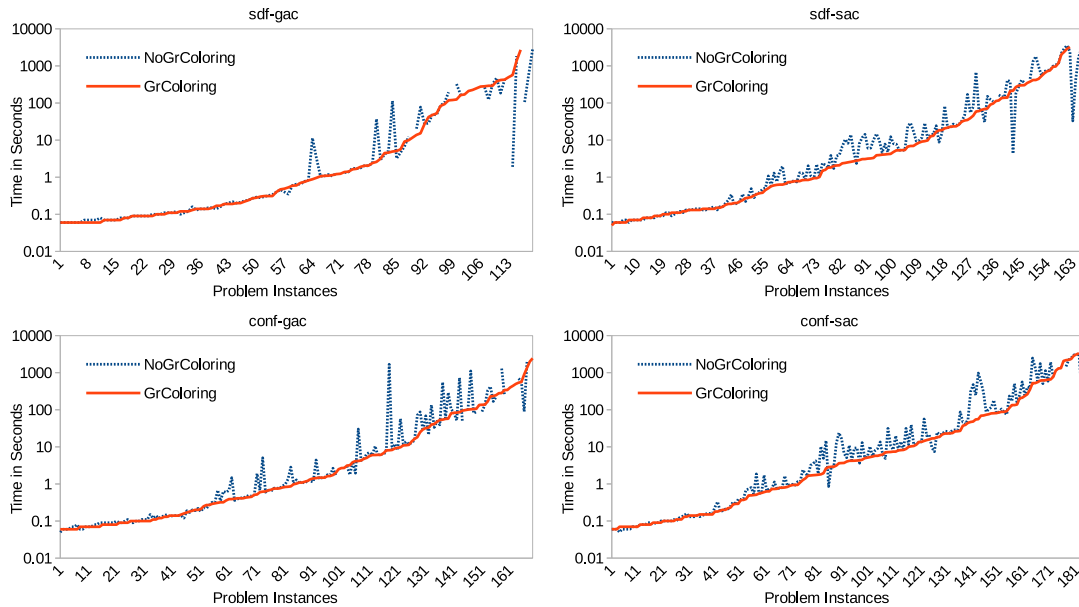 sdf-gac
10000
1000
100
10
1
0.1
0.01
Time in Seconds
NoGrColoring
GrColoring
1 8 15 22 29 36 43 50 57 64 71 78 85 92 99 106 113
Problem Instances
sdf-sac
10000
1000
100
10
1
0.1
0.01
Time in Seconds
NoGrColoring
GrColoring
1 10 19 28 37 46 55 64 73 82 91 100 109 118 127 136 145 154 163
Problem Instances
conf-gac
10000
1000
100
10
1
0.1
0.01
Time in Seconds
NoGrColoring
GrColoring
1 11 21 31 41 51 61 71 81 91 101 111 121 131 141 151 161
Problem Instances
conf-sac
10000
1000
100
10
1
0.1
0.01
Time in Seconds
NoGrColoring
GrColoring
1 11 21 31 41 51 61 71 81 91 101 111 121 131 141 151 161 171 181
Problem Instances